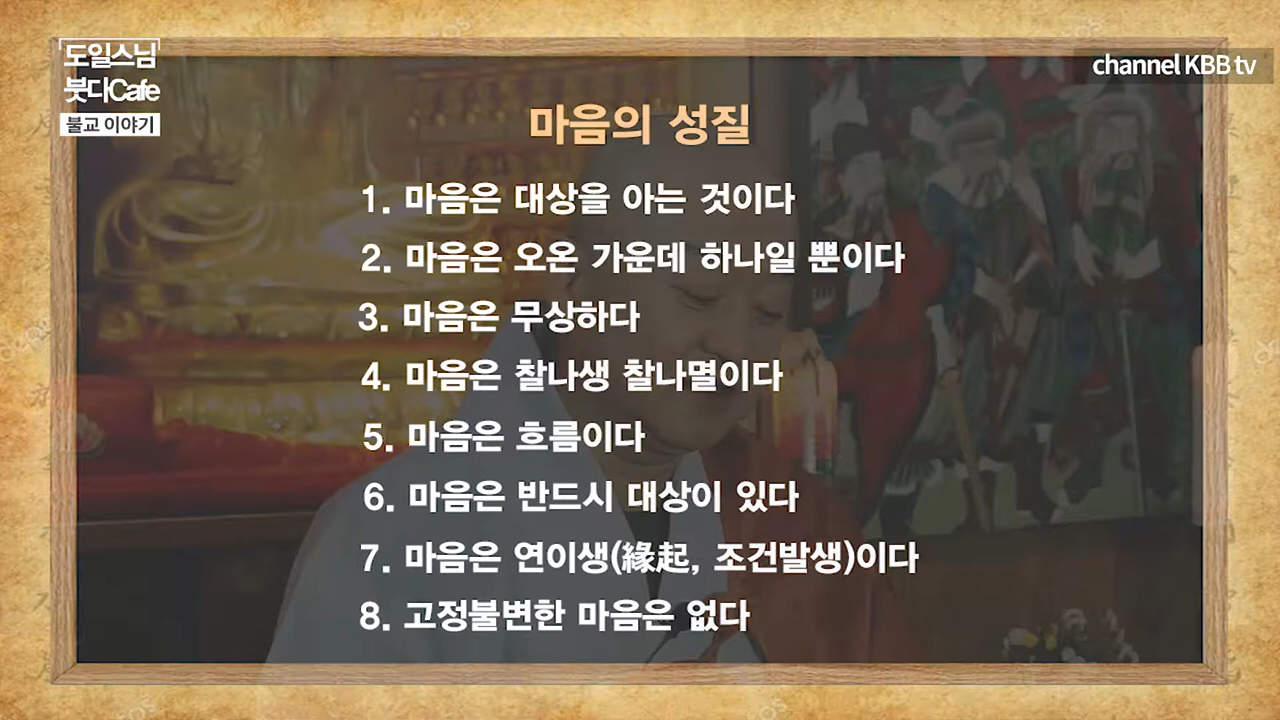 도일스님
붓다Cafe
불교 이야기
channel KBB tv
마음의 성질
1. 마음은 대상을 아는 것이다
2. 마음은 오온 가운데 하나일 뿐이다
3. 마음은 무상하다
4. 마음은 찰나생 찰나멸이다
5. 마음은 흐름이다
6. 마음은 반드시 대상이 있다
7. 마음은 연이생(緣起, 조건발생)이다
8. 고정불변한 마음은 없다